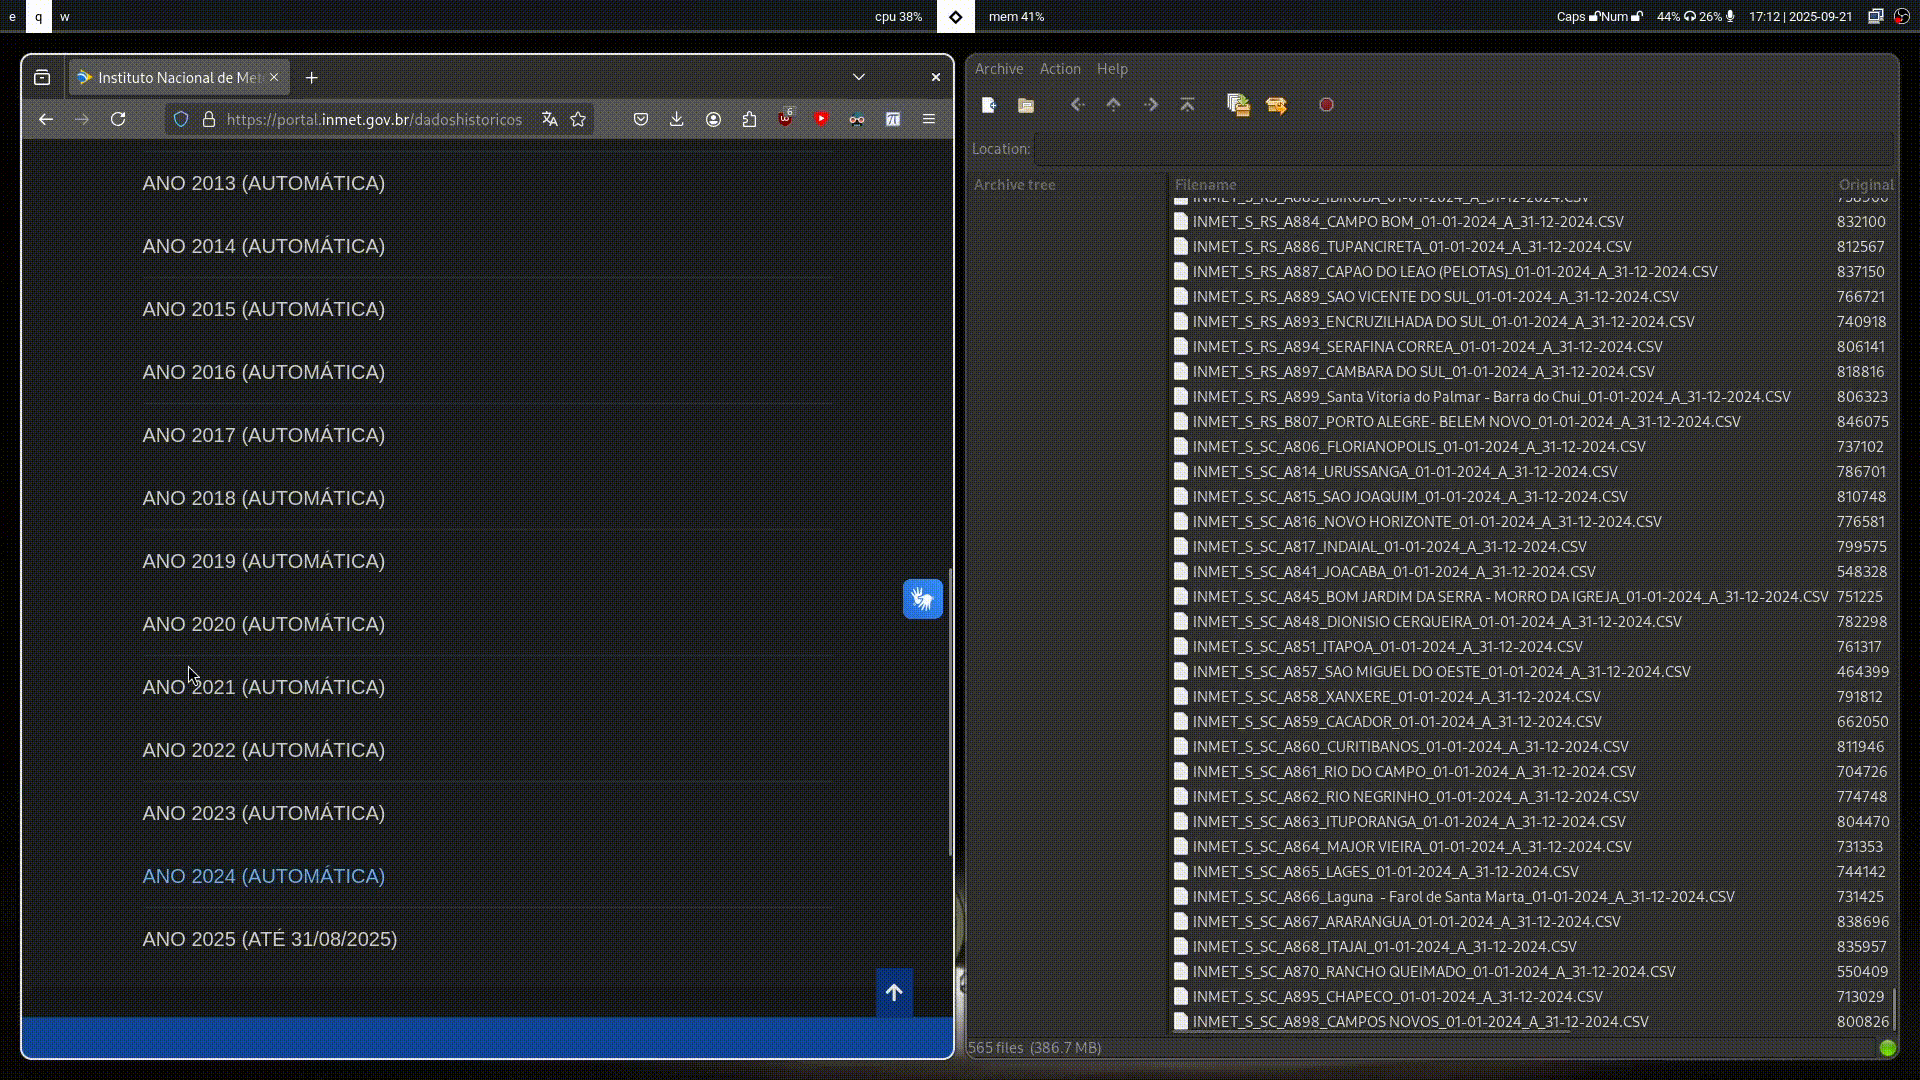 e q w
cpu 38%
mem 41%
Caps Num 44% 26% 17:12 | 2025-09-21
Instituto Nacional de Met
https://portal.inmet.gov.br/dadoshistoricos
6
ANO 2013 (AUTOMÁTICA)
ANO 2014 (AUTOMÁTICA)
ANO 2015 (AUTOMÁTICA)
ANO 2016 (AUTOMÁTICA)
ANO 2017 (AUTOMÁTICA)
ANO 2018 (AUTOMÁTICA)
ANO 2019 (AUTOMÁTICA)
ANO 2020 (AUTOMÁTICA)
ANO 2021 (AUTOMÁTICA)
ANO 2022 (AUTOMÁTICA)
ANO 2023 (AUTOMÁTICA)
ANO 2024 (AUTOMÁTICA)
ANO 2025 (ATÉ 31/08/2025)
Archive Action Help
Location:
Archive tree Filename Original
INMET_S_RS_A883_IBIRUBA_01-01-2024_A_31-12-2024.CSV
INMET_S_RS_A884_CAMPO BOM_01-01-2024_A_31-12-2024.CSV 832100
INMET_S_RS_A886_TUPANCIRETA_01-01-2024_A_31-12-2024.CSV 812567
INMET_S_RS_A887_CAPAO DO LEAO (PELOTAS)_01-01-2024_A_31-12-2024.CSV 837150
INMET_S_RS_A889_SAO VICENTE DO SUL_01-01-2024_A_31-12-2024.CSV 766721
INMET_S_RS_A893_ENCRUZILHADA DO SUL_01-01-2024_A_31-12-2024.CSV 740918
INMET_S_RS_A894_SERAFINA CORREA_01-01-2024_A_31-12-2024.CSV 806141
INMET_S_RS_A897_CAMBARA DO SUL_01-01-2024_A_31-12-2024.CSV 818816
INMET_S_RS_A899_Santa Vitoria do Palmar - Barra do Chui_01-01-2024_A_31-12-2024.CSV 806323
INMET_S_RS_B807_PORTO ALEGRE- BELEM NOVO_01-01-2024_A_31-12-2024.CSV 846075
INMET_S_SC_A806_FLORIANOPOLIS_01-01-2024_A_31-12-2024.CSV 737102
INMET_S_SC_A814_URUSSANGA_01-01-2024_A_31-12-2024.CSV 786701
INMET_S_SC_A815_SAO JOAQUIM_01-01-2024_A_31-12-2024.CSV 810748
INMET_S_SC_A816_NOVO HORIZONTE_01-01-2024_A_31-12-2024.CSV 776581
INMET_S_SC_A817_INDAIAL_01-01-2024_A_31-12-2024.CSV 799575
INMET_S_SC_A841_JOACABA_01-01-2024_A_31-12-2024.CSV 548328
INMET_S_SC_A845_BOM JARDIM DA SERRA - MORRO DA IGREJA_01-01-2024_A_31-12-2024.CSV 751225
INMET_S_SC_A848_DIONISIO CERQUEIRA_01-01-2024_A_31-12-2024.CSV 782298
INMET_S_SC_A851_ITAPOA_01-01-2024_A_31-12-2024.CSV 761317
INMET_S_SC_A857_SAO MIGUEL DO OESTE_01-01-2024_A_31-12-2024.CSV 464399
INMET_S_SC_A858_XANXERE_01-01-2024_A_31-12-2024.CSV 791812
INMET_S_SC_A859_CACADOR_01-01-2024_A_31-12-2024.CSV 662050
INMET_S_SC_A860_CURITIBANOS_01-01-2024_A_31-12-2024.CSV 811946
INMET_S_SC_A861_RIO DO CAMPO_01-01-2024_A_31-12-2024.CSV 704726
INMET_S_SC_A862_RIO NEGRINHO_01-01-2024_A_31-12-2024.CSV 774748
INMET_S_SC_A863_ITUPORANGA_01-01-2024_A_31-12-2024.CSV 804470
INMET_S_SC_A864_MAJOR VIEIRA_01-01-2024_A_31-12-2024.CSV 731353
INMET_S_SC_A865_LAGES_01-01-2024_A_31-12-2024.CSV 744142
INMET_S_SC_A866_Laguna - Farol de Santa Marta_01-01-2024_A_31-12-2024.CSV 731425
INMET_S_SC_A867_ARARANGUA_01-01-2024_A_31-12-2024.CSV 838696
INMET_S_SC_A868_ITAJAI_01-01-2024_A_31-12-2024.CSV 835957
INMET_S_SC_A870_RANCHO QUEIMADO_01-01-2024_A_31-12-2024.CSV 550409
INMET_S_SC_A895_CHAPECO_01-01-2024_A_31-12-2024.CSV 713029
INMET_S_SC_A898_CAMPOS NOVOS_01-01-2024_A_31-12-2024.CSV 800826
565 files (386.7 MB)